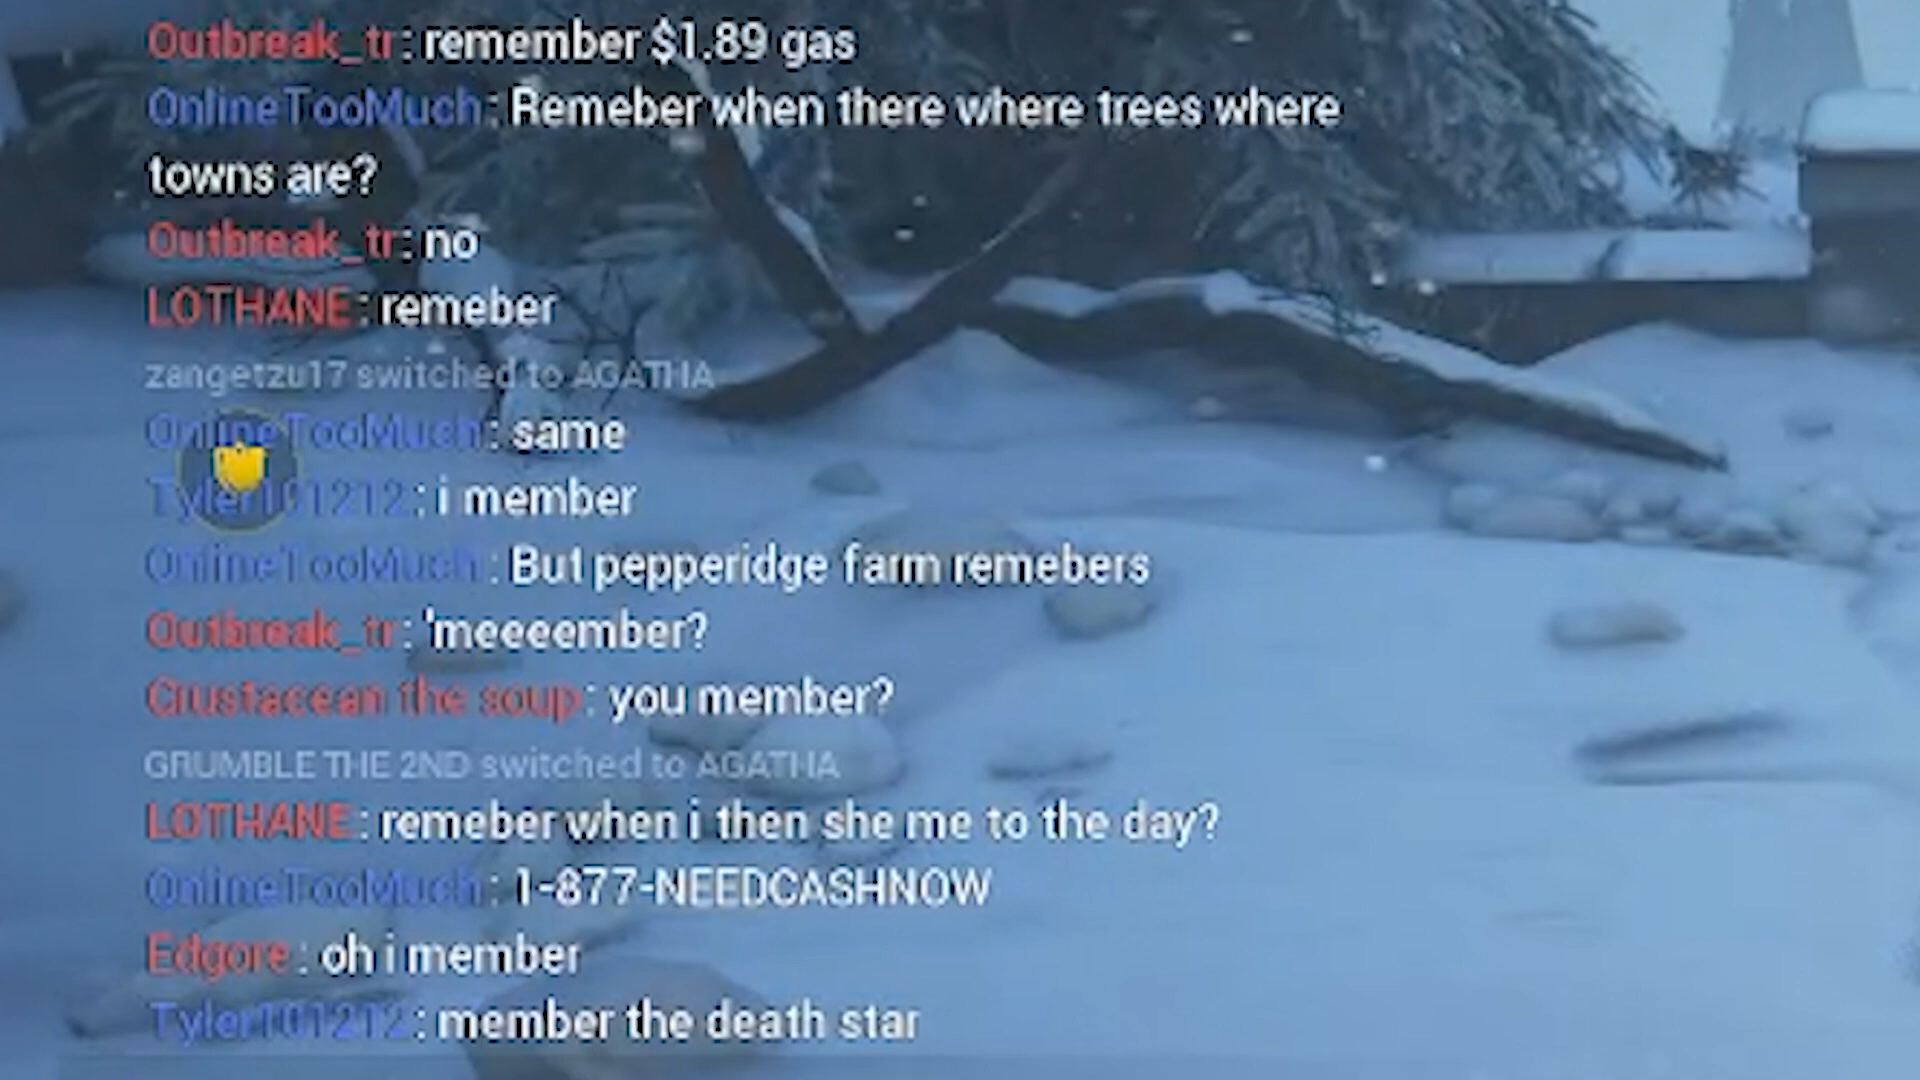 Outbreak_tr: remember $1.89 gas
OnlineTooMuch: Remeber when there where trees where
towns are?
Outbreak_tr: no
LOTHANE: remeber
zangetzu17 switched to AGATHA
OnlineTooMuch: same
Tyler101212: i member
OnlineTooMuch: But pepperidge farm remebers
Outbreak_tr: 'meeeember?
Crustacean the soup: you member?
GRUMBLE THE 2ND switched to AGATHA
LOTHANE: remeber when i then she me to the day?
OnlineTooMuch: 1-877-NEEDCASHNOW
Edgore: oh i member
Tyler101212: member the death star